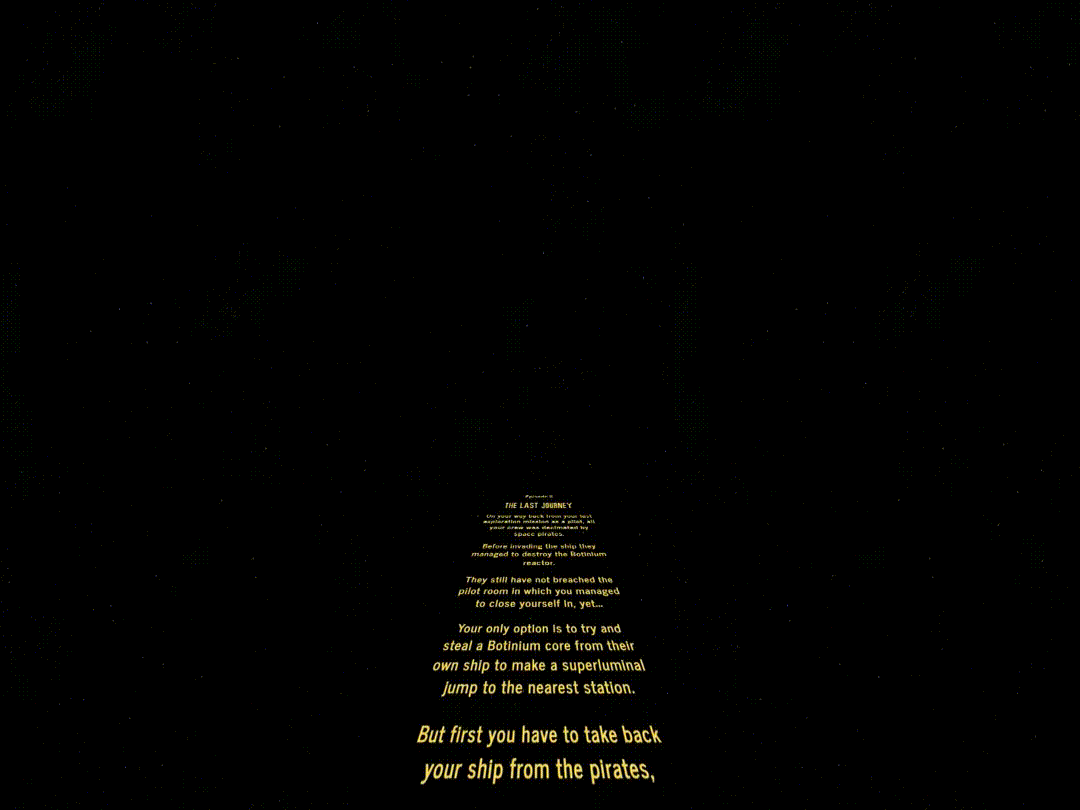 THE LAST JOURNEY
On your way back from your last
exploration mission as a pilot, all
your crew was decimated by
space pirates.
Before invading the ship they
managed to destroy the Botinium
reactor.
They still have not breached the
pilot room in which you managed
to close yourself in, yet...
Your only option is to try and
steal a Botinium core from their
own ship to make a superluminal
jump to the nearest station.
But first you have to take back
your ship from the pirates,